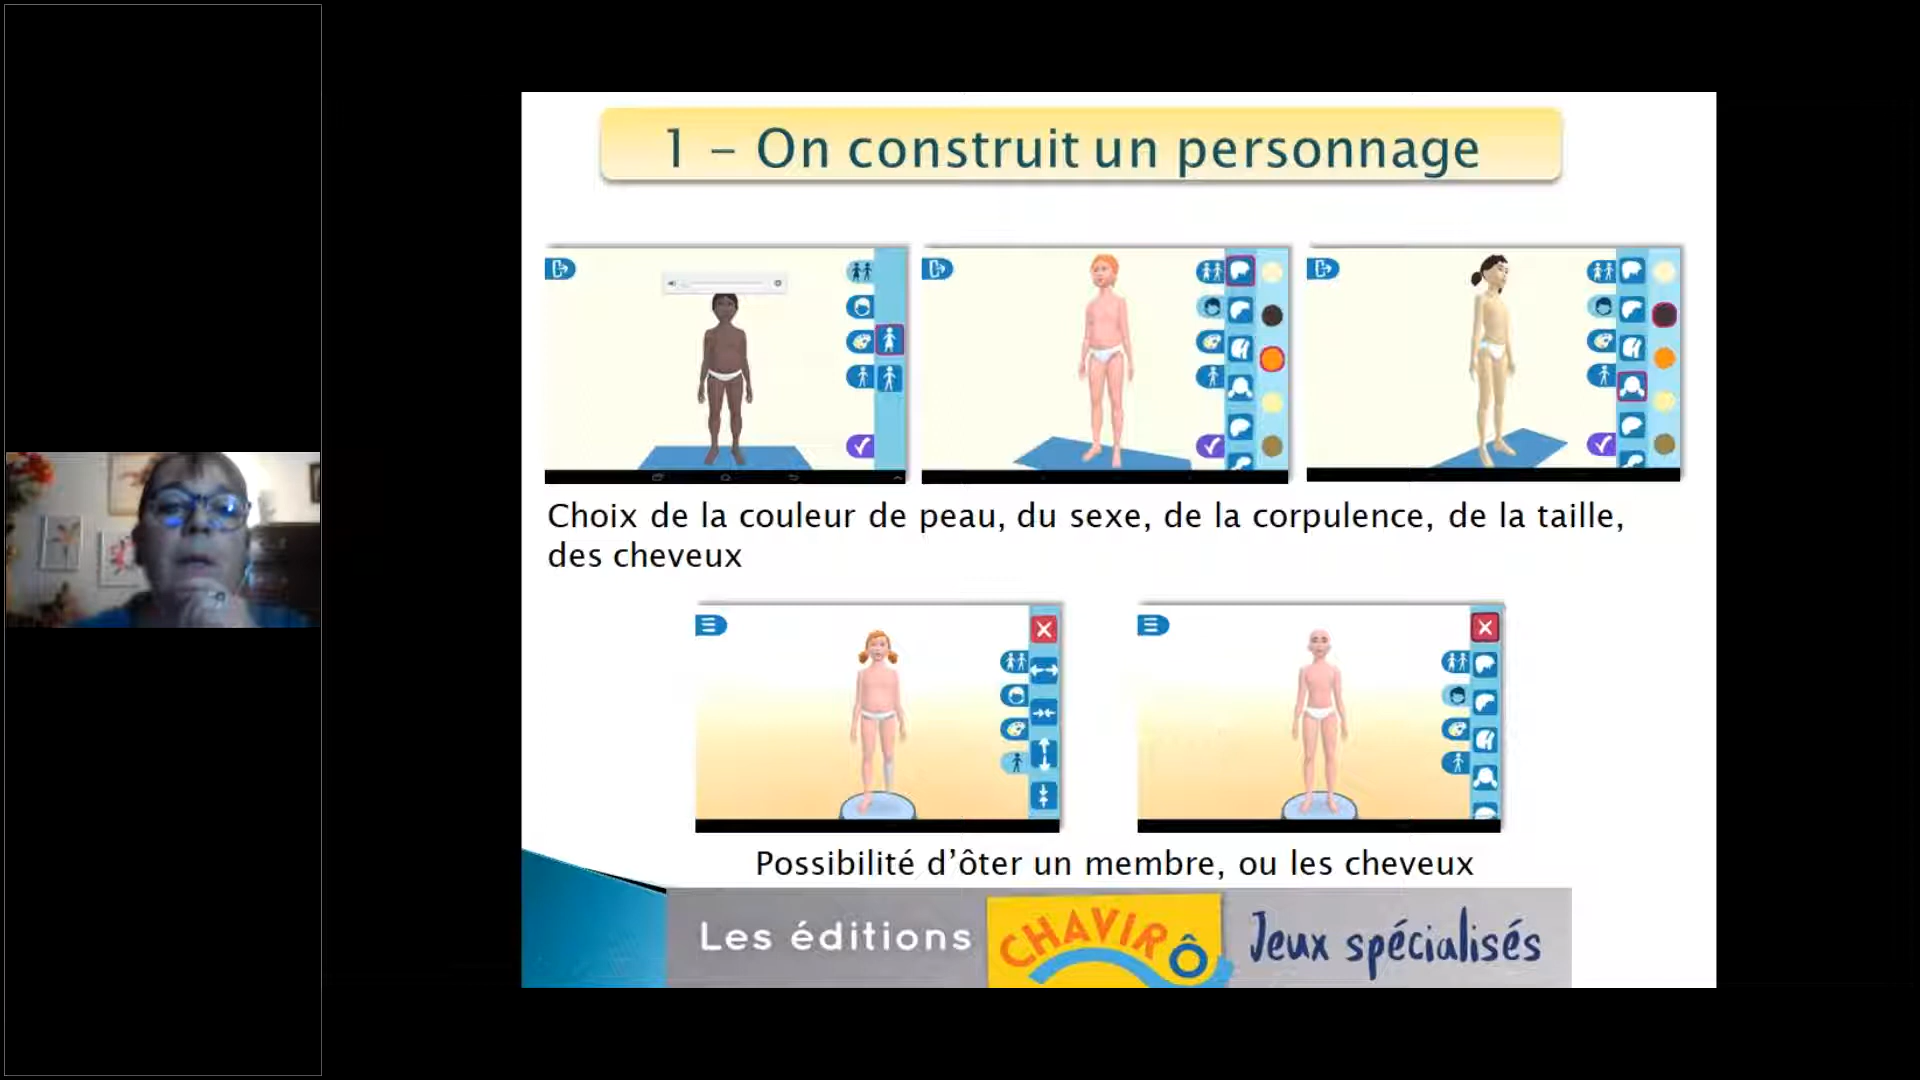 1 – On construit un personnage
Choix de la couleur de peau, du sexe, de la corpulence, de la taille,
des cheveux
Possibilité d’ôter un membre, ou les cheveux
Les éditions CHAVIRÔ Jeux spécialisés